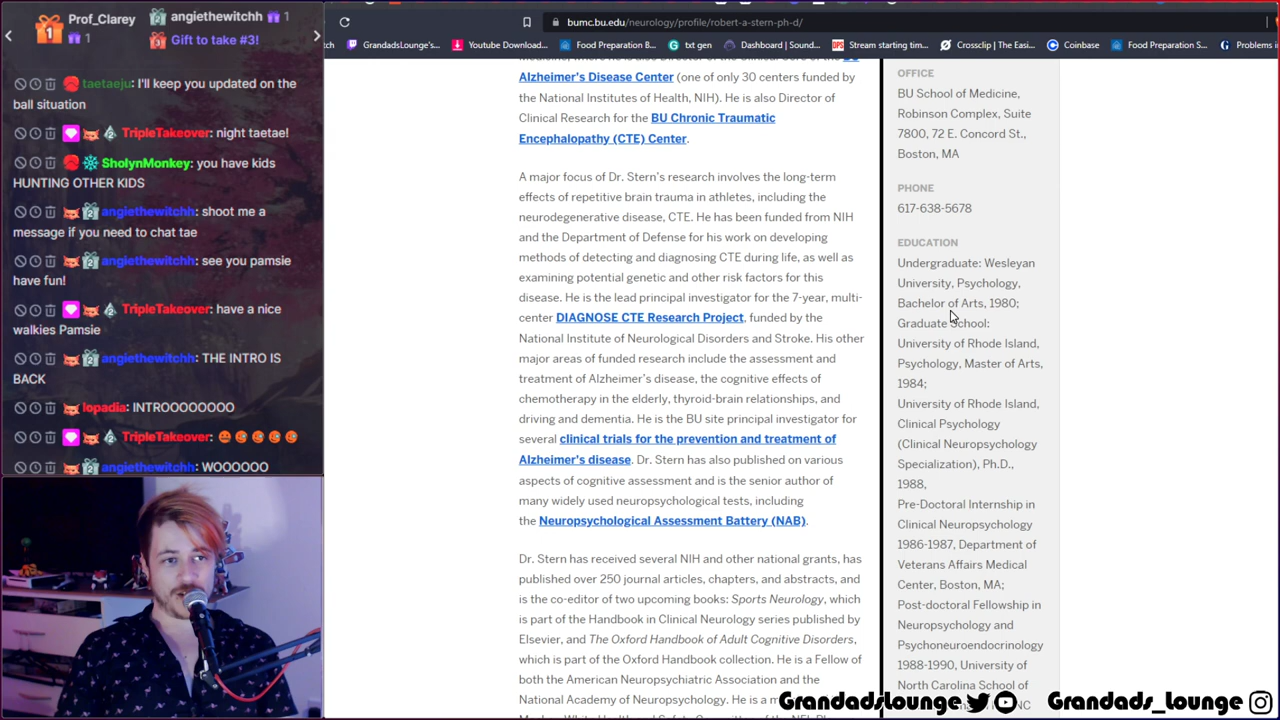 Prof_Clarey
1
1
angiethewitchh 1
Gift to take #3!
taetaeju: I'll keep you updated on the
ball situation
TripleTakeover: night taetae!
SholynMonkey: you have kids
HUNTING OTHER KIDS
angiethewitchh: shoot me a
message if you need to chat tae
angiethewitchh: see you pamsie
have fun!
TripleTakeover: have a nice
walkies Pamsie
angiethewitchh: THE INTRO IS
BACK
lopadia: INTROOOOOOOO
TripleTakeover:
angiethewitchh: WOOOOOO
bumc.bu.edu/neurology/profile/robert-a-stern-ph-d/
GrandadsLounge's...
Youtube Download...
Food Preparation B...
txt gen
Dashboard | Sound...
Stream starting tim...
Crossclip | The Easi...
Coinbase
Food Preparation S...
Problems i
Medicine, where he is also Director of the Clinical Core of the BU
Alzheimer's Disease Center (one of only 30 centers funded by
the National Institutes of Health, NIH). He is also Director of
Clinical Research for the BU Chronic Traumatic
Encephalopathy (CTE) Center.
A major focus of Dr. Stern's research involves the long-term
effects of repetitive brain trauma in athletes, including the
neurodegenerative disease, CTE. He has been funded from NIH
and the Department of Defense for his work on developing
methods of detecting and diagnosing CTE during life, as well as
examining potential genetic and other risk factors for this
disease. He is the lead principal investigator for the 7-year, multi-
center DIAGNOSE CTE Research Project, funded by the
National Institute of Neurological Disorders and Stroke. His other
major areas of funded research include the assessment and
treatment of Alzheimer's disease, the cognitive effects of
chemotherapy in the elderly, thyroid-brain relationships, and
driving and dementia. He is the BU site principal investigator for
several clinical trials for the prevention and treatment of
Alzheimer's disease. Dr. Stern has also published on various
aspects of cognitive assessment and is the senior author of
many widely used neuropsychological tests, including
the Neuropsychological Assessment Battery (NAB).
Dr. Stern has received several NIH and other national grants, has
published over 250 journal articles, chapters, and abstracts, and
is the co-editor of two upcoming books: Sports Neurology, which
is part of the Handbook in Clinical Neurology series published by
Elsevier, and The Oxford Handbook of Adult Cognitive Disorders,
which is part of the Oxford Handbook collection. He is a Fellow of
both the American Neuropsychiatric Association and the
National Academy of Neuropsychology. He is a
OFFICE
BU School of Medicine,
Robinson Complex, Suite
7800, 72 E. Concord St.,
Boston, MA
PHONE
617-638-5678
EDUCATION
Undergraduate: Wesleyan
University, Psychology,
Bachelor of Arts, 1980;
Graduate School:
University of Rhode Island,
Psychology, Master of Arts,
1984;
University of Rhode Island,
Clinical Psychology
(Clinical Neuropsychology
Specialization), Ph.D.,
1988,
Pre-Doctoral Internship in
Clinical Neuropsychology
1986-1987, Department of
Veterans Affairs Medical
Center, Boston, MA;
Post-doctoral Fellowship in
Neuropsychology and
Psychoneuroendocrinology
1988-1990, University of
North Carolina School of
NC
GrandadsLounge
Grandads_lounge